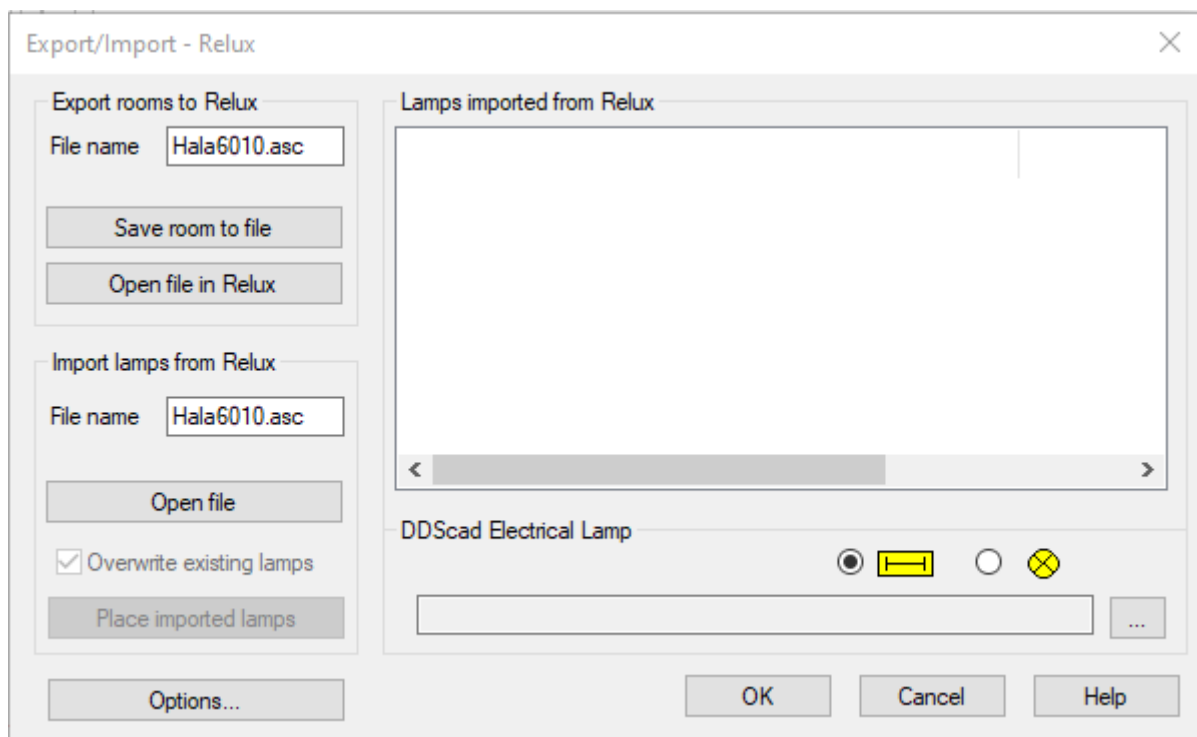 Export/Import - Relux
Export rooms to Relux
File name Hala6010.asc
Save room to file
Open file in Relux
Import lamps from Relux
File name Hala6010.asc
Open file
Overwrite existing lamps
Place imported lamps
Options...
Lamps imported from Relux
DDScad Electrical Lamp
...
OK Cancel Help